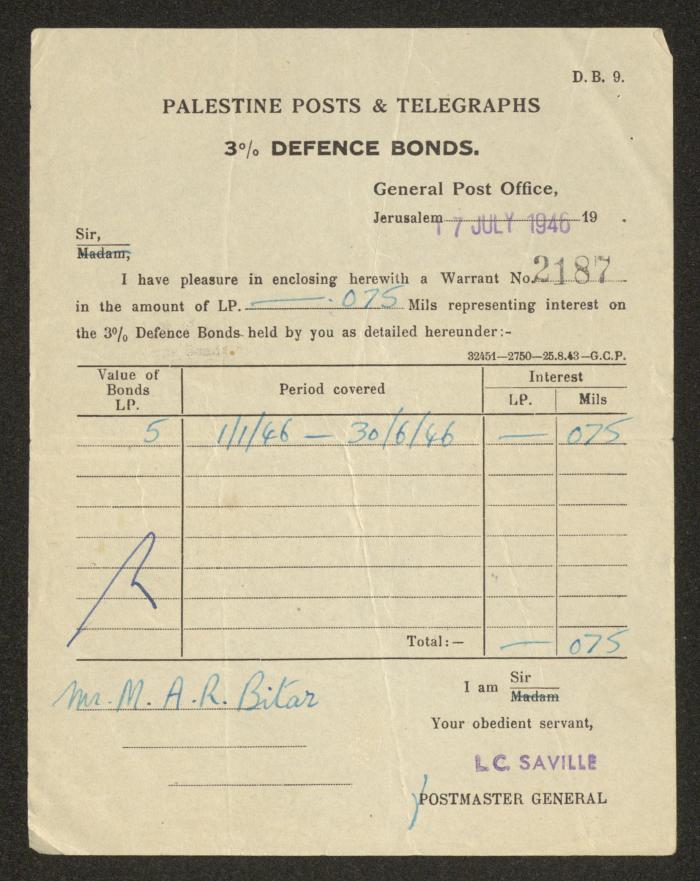 D. B. 9.
PALESTINE POSTS & TELEGRAPHS
3% DEFENCE BONDS.
General Post Office,
Jerusalem 17 JULY 1946 19 .
Sir,
Madam,
I have pleasure in enclosing herewith a Warrant No. 2187
in the amount of LP. — . 075 Mils representing interest on
the 3% Defence Bonds held by you as detailed hereunder:-
32451—2750—25.8.43—G.C.P.
Value of Bonds LP. Period covered Interest LP. Mils
5 1/1/46 — 30/6/46 — 075
Total:— — 075
Mr. M. A. R. Bitar
I am Sir
Madam
Your obedient servant,
L.C. SAVILLE
POSTMASTER GENERAL